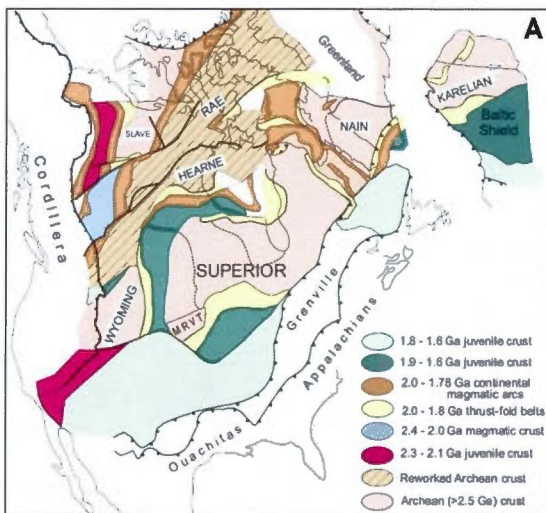 A
Greenland
KARELIAN
Baltic
Shield
SLAVE
RAE
NAIN
HEARNE
Cordillera
SUPERIOR
WYOMING
MRVT
Grenville
Appalachians
Ouachitas
1.8 - 1.6 Ga juvenile crust
1.9 - 1.6 Ga juvenile crust
2.0 - 1.78 Ga continental
magmatic arcs
2.0 - 1.8 Ga thrust-fold belts
2.4 - 2.0 Ga magmatic crust
2.3 - 2.1 Ga juvenile crust
Reworked Archean crust
Archean (>2.5 Ga) crust